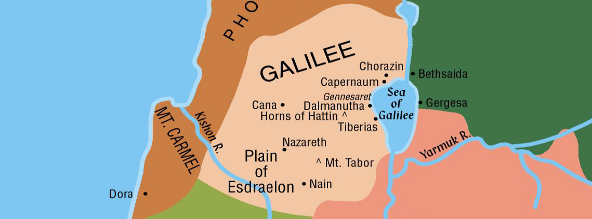 PHO
GALILEE
Chorazin
Bethsaida
Capernaum
Gennesaret
Sea
of
Galilee
Cana
Dalmanutha
Gergesa
Horns of Hattin ^
Tiberias
MT. CARMEL
Kishon R.
Nazareth
Yarmuk R.
Plain
of
Esdraelon
^ Mt. Tabor
Nain
Dora